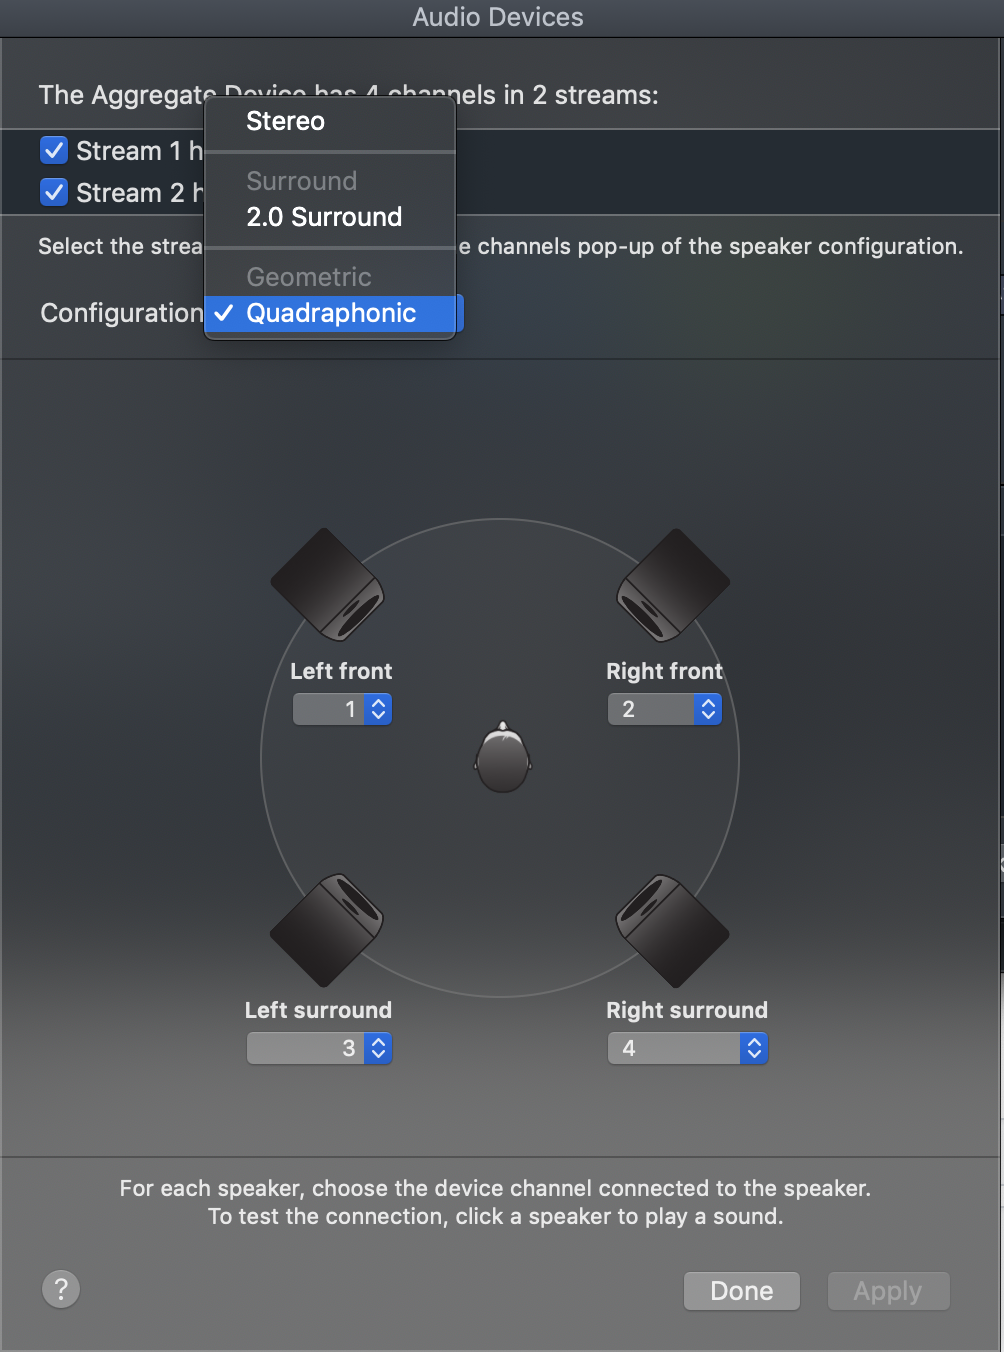 Audio Devices
The Aggregate Device has 4 channels in 2 streams:
Stereo
Stream 1 h
Surround
Stream 2 h
2.0 Surround
Select the strea e channels pop-up of the speaker configuration.
Geometric
Configuration ✓ Quadraphonic
Left front Right front
1 2
Left surround Right surround
3 4
For each speaker, choose the device channel connected to the speaker.
To test the connection, click a speaker to play a sound.
? Done Apply